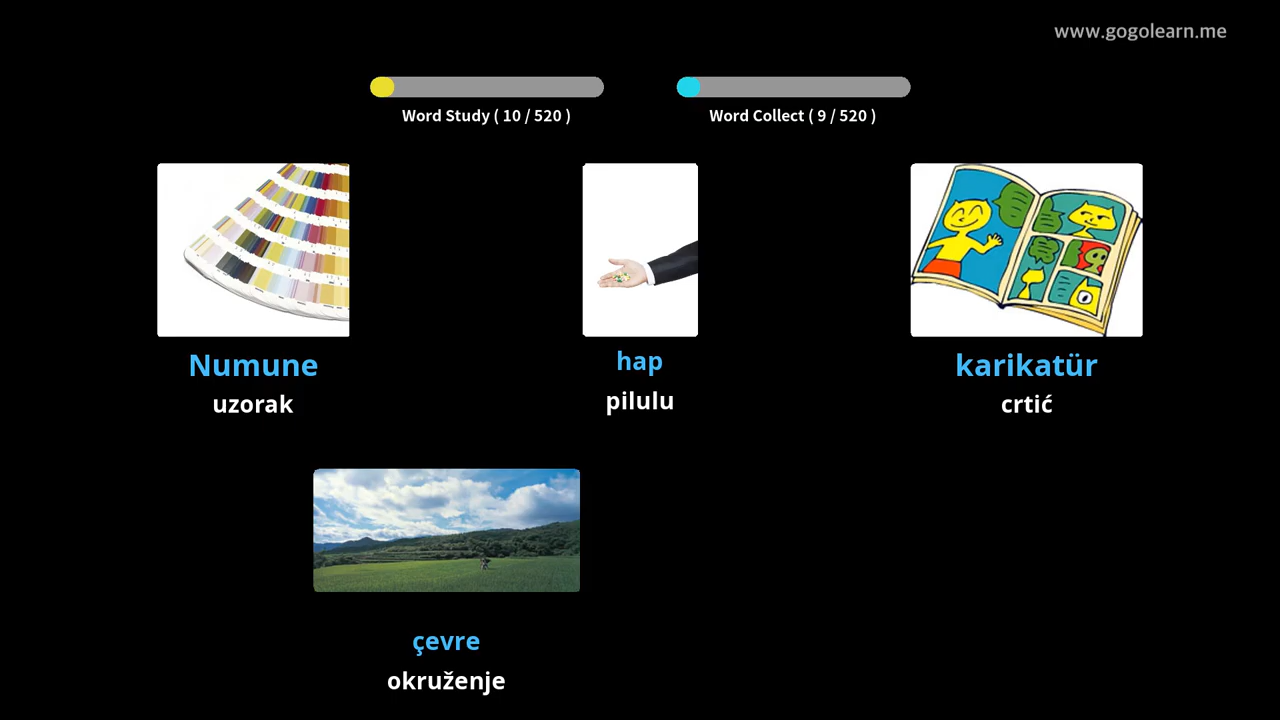 www.gogolearn.me
Word Study ( 10 / 520 )
Word Collect ( 9 / 520 )
Numune
uzorak
hap
pilulu
karikatür
crtić
çevre
okruženje